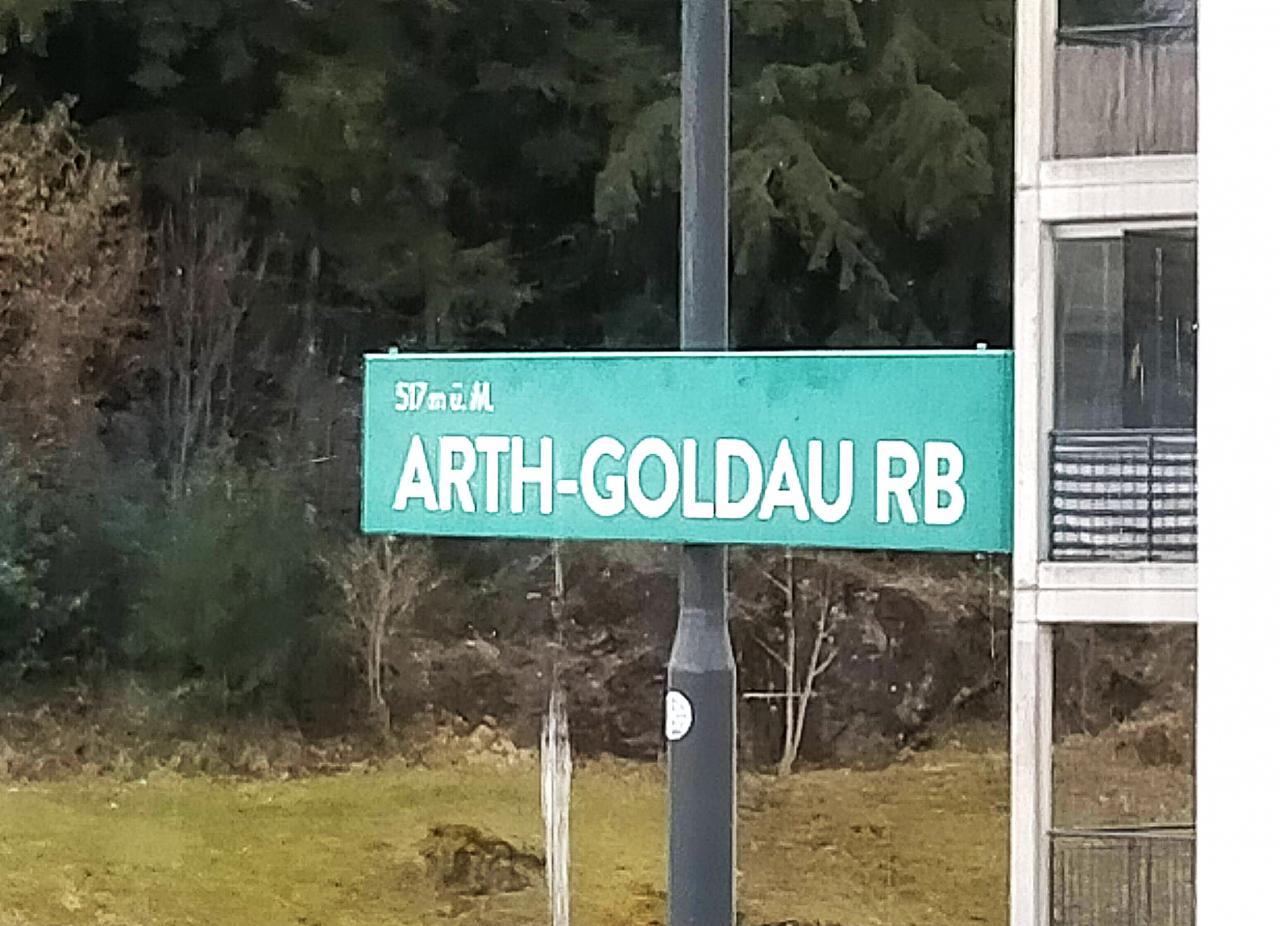 517 m ü. M.
ARTH-GOLDAU RB